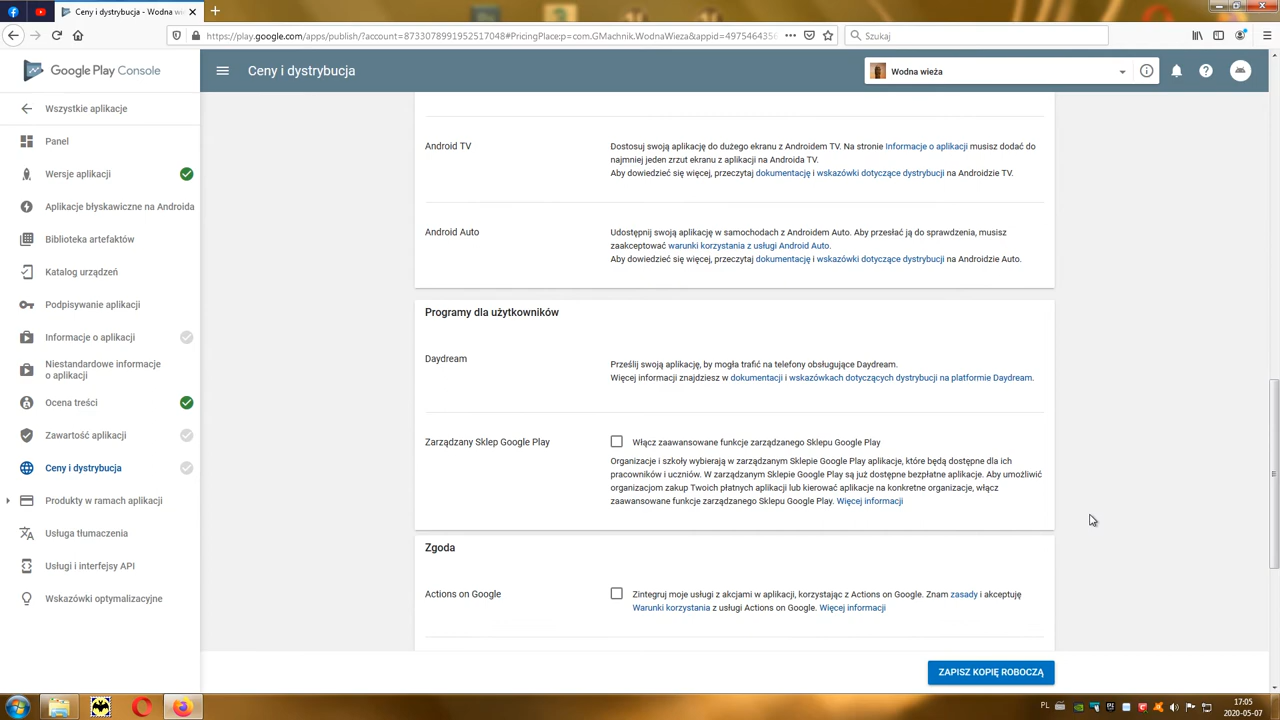 Ceny i dystrybucja - Wodna wi
https://play.google.com/apps/publish/?account=8733078991952517048#PricingPlace:p=com.GMachnik.WodnaWieza&appid=4975464356
Szukaj
Google Play Console
Ceny i dystrybucja
Wodna wieża
Wszystkie aplikacje
Panel
Wersje aplikacji
Aplikacje błyskawiczne na Androida
Biblioteka artefaktów
Katalog urządzeń
Podpisywanie aplikacji
Informacje o aplikacji
Niestandardowe informacje
o aplikacji
Ocena treści
Zawartość aplikacji
Ceny i dystrybucja
Produkty w ramach aplikacji
Usługa tłumaczenia
Usługi i interfejsy API
Wskazówki optymalizacyjne
Android TV
Dostosuj swoją aplikację do dużego ekranu z Androidem TV. Na stronie Informacje o aplikacji musisz dodać do
najmniej jeden zrzut ekranu z aplikacji na Androida TV.
Aby dowiedzieć się więcej, przeczytaj dokumentację i wskazówki dotyczące dystrybucji na Androidzie TV.
Android Auto
Udostępnij swoją aplikację w samochodach z Androidem Auto. Aby przesłać ją do sprawdzenia, musisz
zaakceptować warunki korzystania z usługi Android Auto.
Aby dowiedzieć się więcej, przeczytaj dokumentację i wskazówki dotyczące dystrybucji na Androidzie Auto.
Programy dla użytkowników
Daydream
Prześlij swoją aplikację, by mogła trafić na telefony obsługujące Daydream.
Więcej informacji znajdziesz w dokumentacji i wskazówkach dotyczących dystrybucji na platformie Daydream.
Zarządzany Sklep Google Play
Włącz zaawansowane funkcje zarządzanego Sklepu Google Play
Organizacje i szkoły wybierają w zarządzanym Sklepie Google Play aplikacje, które będą dostępne dla ich
pracowników i uczniów. W zarządzanym Sklepie Google Play są już dostępne bezpłatne aplikacje. Aby umożliwić
organizacjom zakup Twoich płatnych aplikacji lub kierować aplikacje na konkretne organizacje, włącz
zaawansowane funkcje zarządzanego Sklepu Google Play. Więcej informacji
Zgoda
Actions on Google
Zintegruj moje usługi z akcjami w aplikacji, korzystając z Actions on Google. Znam zasady i akceptuję
Warunki korzystania z usługi Actions on Google. Więcej informacji
ZAPISZ KOPIĘ ROBOCZĄ
PL
17:05
2020-05-07